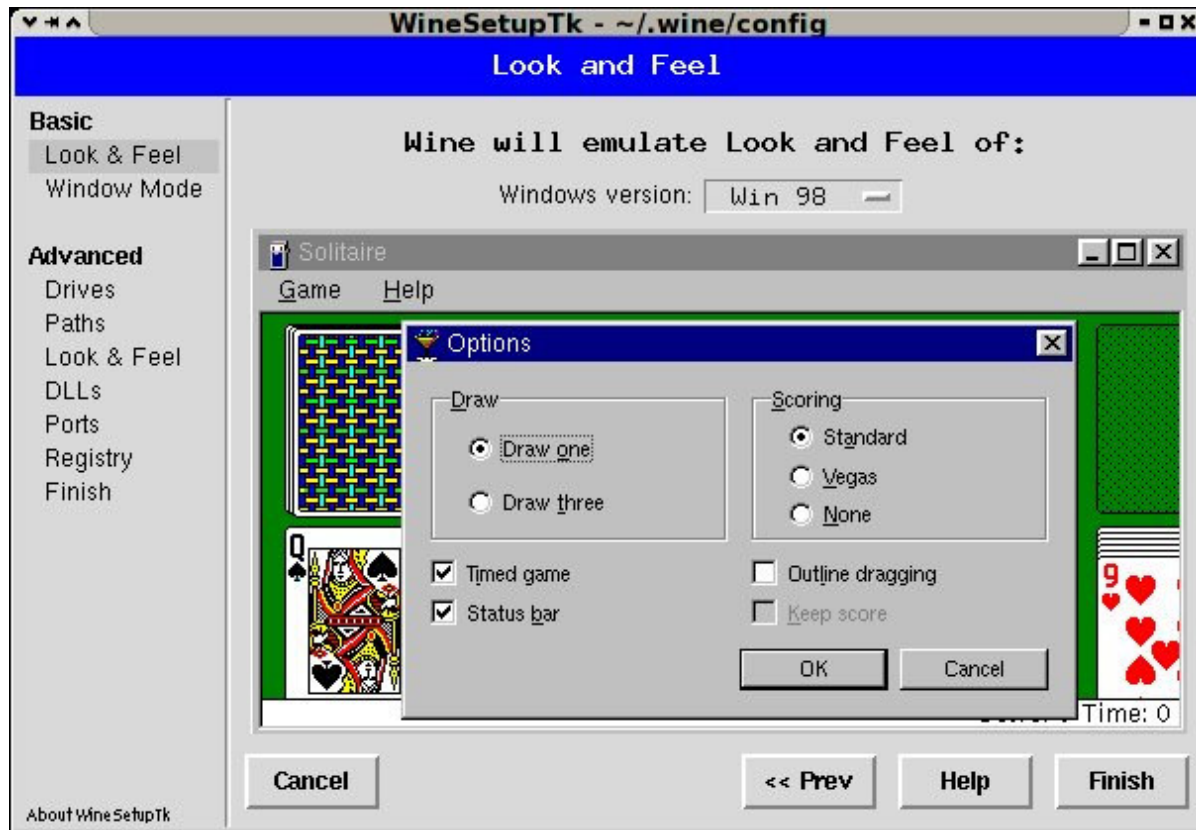 WineSetupTk - ~/.wine/config
Look and Feel
Basic
Look & Feel
Window Mode
Advanced
Drives
Paths
Look & Feel
DLLs
Ports
Registry
Finish
About WineSetupTk
Wine will emulate Look and Feel of:
Windows version: Win 98
Solitaire
Game Help
Options
Draw
Draw one
Draw three
Scoring
Standard
Vegas
None
Timed game
Status bar
Outline dragging
Keep score
OK Cancel
Q
9
Time: 0
Cancel << Prev Help Finish